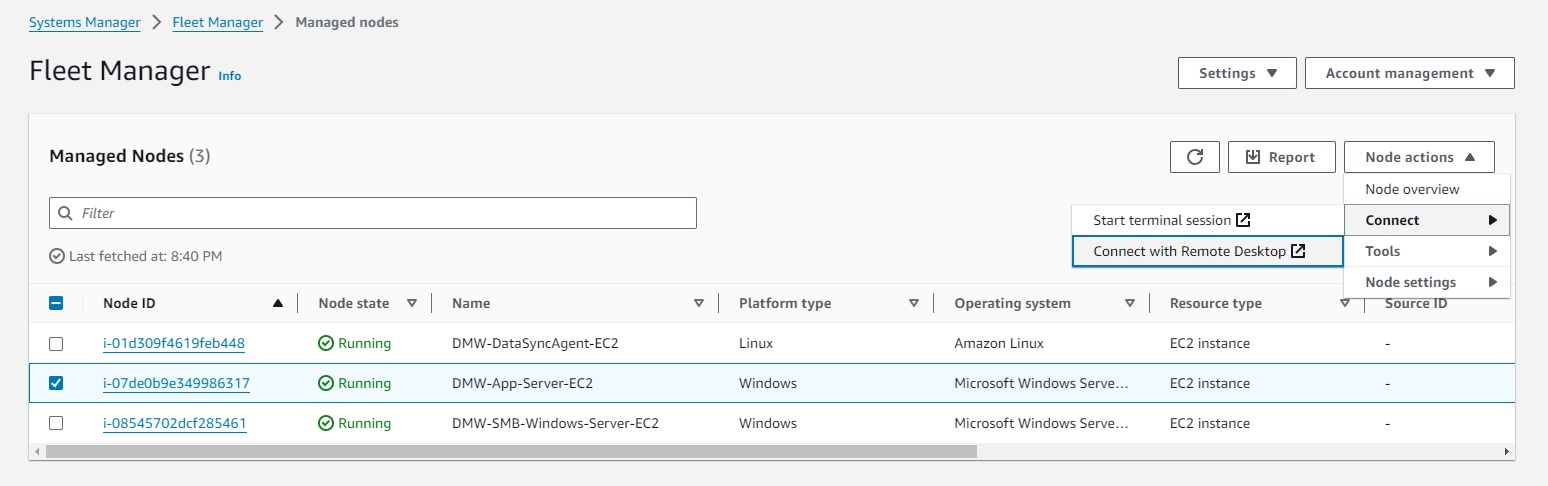 Systems Manager > Fleet Manager > Managed nodes
Fleet Manager Info
Settings
Account management
Managed Nodes (3)
Report
Node actions
Node overview
Filter
Start terminal session
Connect
Connect with Remote Desktop
Tools
Last fetched at: 8:40 PM
Node settings
Node ID Node state Name Platform type Operating system Resource type Source ID
i-01d309f4619feb448 Running DMW-DataSyncAgent-EC2 Linux Amazon Linux EC2 instance -
i-07de0b9e349986317 Running DMW-App-Server-EC2 Windows Microsoft Windows Serve... EC2 instance -
i-08545702dcf285461 Running DMW-SMB-Windows-Server-EC2 Windows Microsoft Windows Serve... EC2 instance -